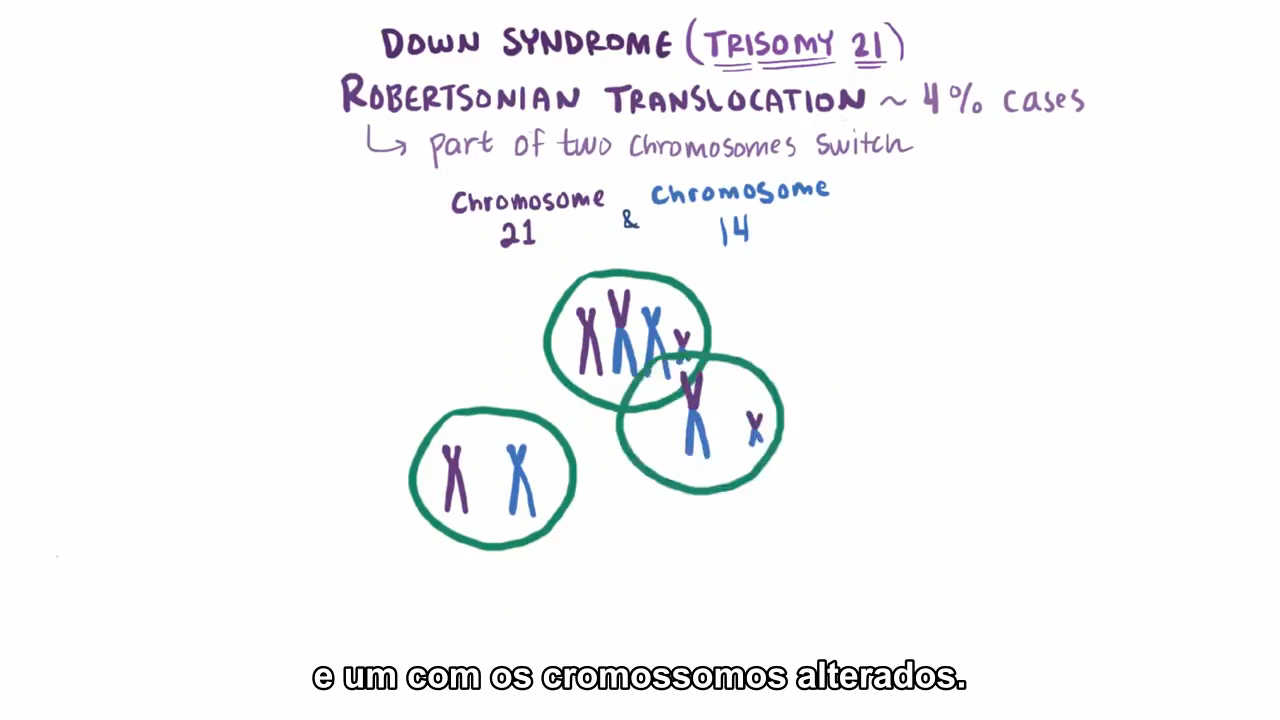 DOWN SYNDROME (TRISOMY 21)
ROBERTSONIAN TRANSLOCATION ~ 4% cases
↳ part of two chromosomes switch
Chromosome 21 & Chromosome 14
e um com os cromossomos alterados.